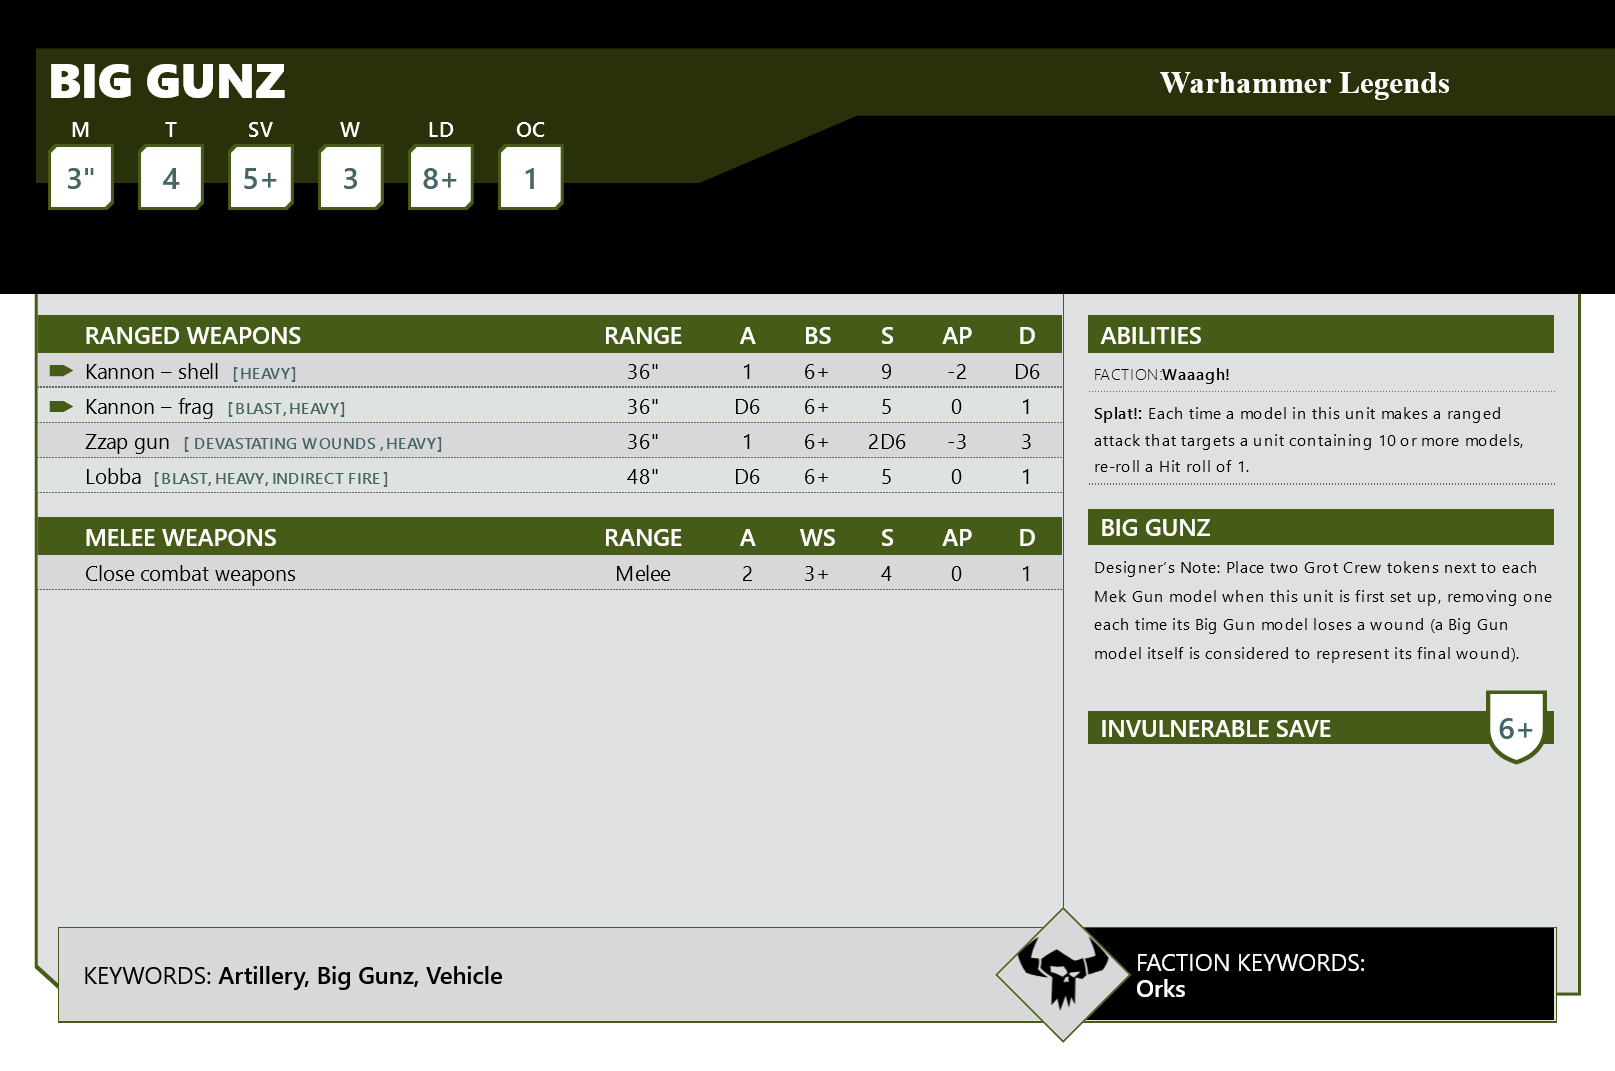 BIG GUNZ
Warhammer Legends
M T SV W LD OC
3" 4 5+ 3 8+ 1
RANGED WEAPONS RANGE A BS S AP D
Kannon – shell [HEAVY] 36" 1 6+ 9 -2 D6
Kannon – frag [BLAST, HEAVY] 36" D6 6+ 5 0 1
Zzap gun [DEVASTATING WOUNDS, HEAVY] 36" 1 6+ 2D6 -3 3
Lobba [BLAST, HEAVY, INDIRECT FIRE] 48" D6 6+ 5 0 1
MELEE WEAPONS RANGE A WS S AP D
Close combat weapons Melee 2 3+ 4 0 1
ABILITIES
FACTION:Waaagh!
Splat!: Each time a model in this unit makes a ranged
attack that targets a unit containing 10 or more models,
re-roll a Hit roll of 1.
BIG GUNZ
Designer's Note: Place two Grot Crew tokens next to each
Mek Gun model when this unit is first set up, removing one
each time its Big Gun model loses a wound (a Big Gun
model itself is considered to represent its final wound).
INVULNERABLE SAVE 6+
KEYWORDS: Artillery, Big Gunz, Vehicle
FACTION KEYWORDS:
Orks